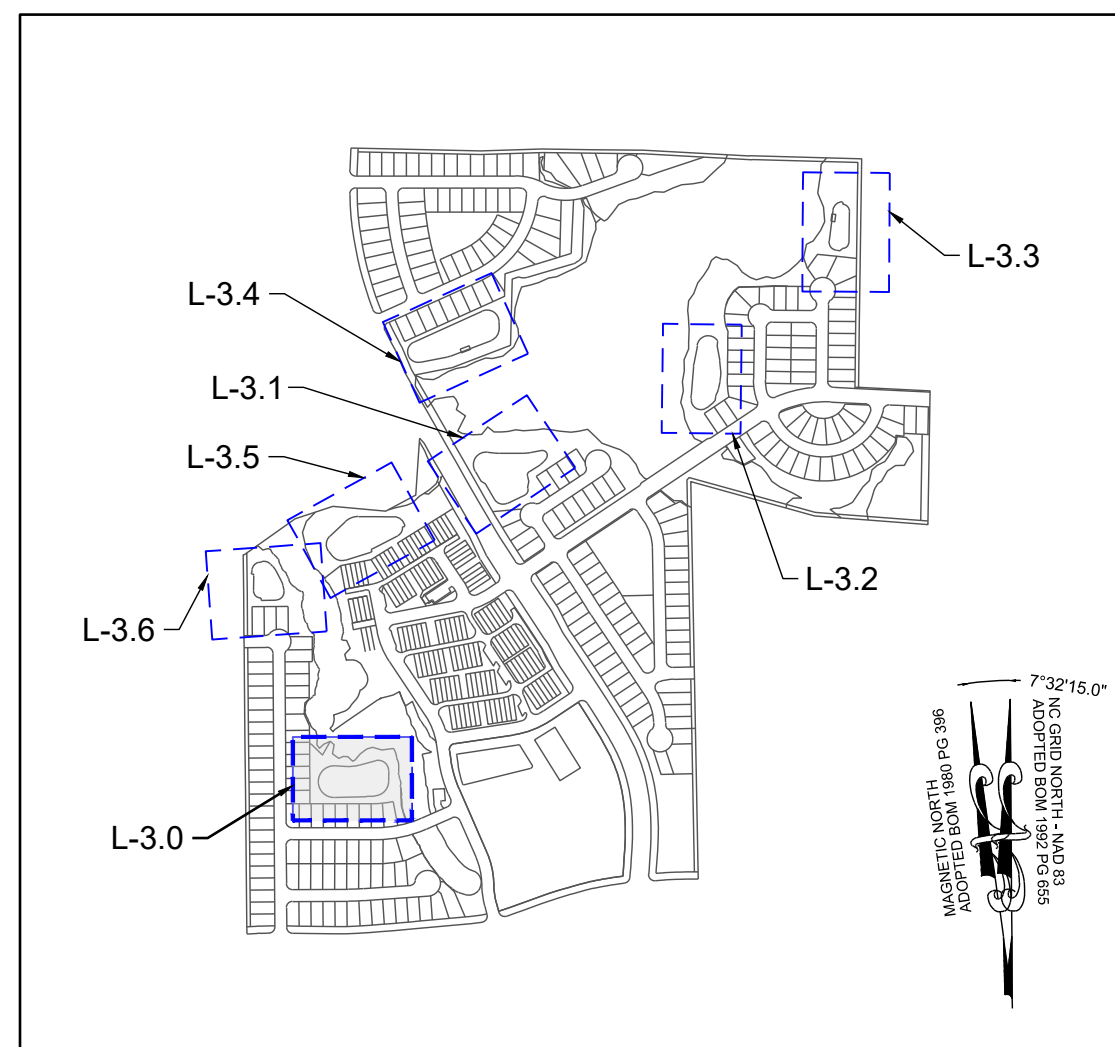 L-3.3
L-3.4
L-3.1
L-3.5
L-3.2
L-3.6
L-3.0
7°32'15.0"
NC GRID NORTH - NAD 83
ADOPTED BOM 1992 PG 655
MAGNETIC NORTH
ADOPTED BOM 1980 PG 396